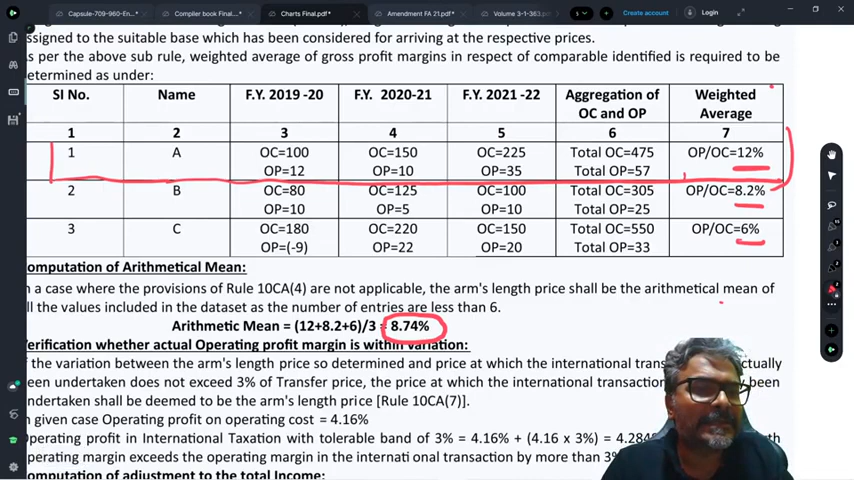 Capsule-709-960-En...* Compiler book Final....* Charts Final.pdf* Amendment FA 21.pdf* Volume 3-1-363.pdf 5 Create account Login
ssigned to the suitable base which has been considered for arriving at the respective prices.
s per the above sub rule, weighted average of gross profit margins in respect of comparable identified is required to be
etermined as under:
SI No. Name F.Y. 2019 -20 F.Y. 2020-21 F.Y. 2021 -22 Aggregation of OC and OP Weighted Average
1 2 3 4 5 6 7
1 A OC=100 OC=150 OC=225 Total OC=475 OP/OC=12%
OP=12 OP=10 OP=35 Total OP=57
2 B OC=80 OC=125 OC=100 Total OC=305 OP/OC=8.2%
OP=10 OP=5 OP=10 Total OP=25
3 C OC=180 OC=220 OC=150 Total OC=550 OP/OC=6%
OP=(-9) OP=22 OP=20 Total OP=33
omputation of Arithmetical Mean:
n a case where the provisions of Rule 10CA(4) are not applicable, the arm's length price shall be the arithmetical mean of
ll the values included in the dataset as the number of entries are less than 6.
Arithmetic Mean = (12+8.2+6)/3 = 8.74%
erification whether actual Operating profit margin is within variation:
f the variation between the arm's length price so determined and price at which the international trans ctually
een undertaken does not exceed 3% of Transfer price, the price at which the international transaction been
ndertaken shall be deemed to be the arm's length price [Rule 10CA(7)].
n given case Operating profit on operating cost = 4.16%
perating profit in International Taxation with tolerable band of 3% = 4.16% + (4.16 x 3%) = 4.284
perating margin exceeds the operating margin in the internati onal transaction by more than 3%
omputation of adjustment to the total Income: